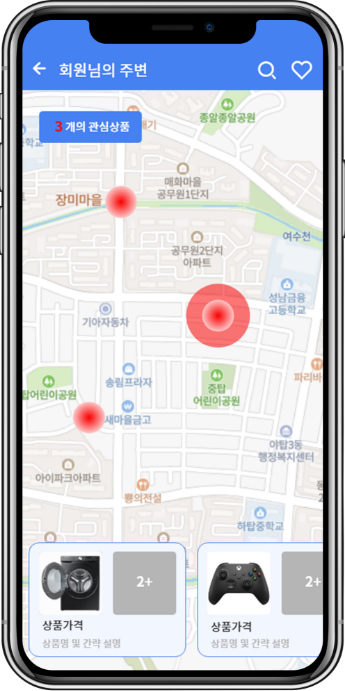 회원님의 주변
종알종알공원
3 개의 관심상품
매화마을
공무원1단지
장미마을
여수천
공무원2단지
아파트
성남금융
고등학교
기아자동차
송림프라자
파리바
중탑
어린이공원
탑어린이공원
새마을금고
야탑3동
행정복지센터
아이파크아파트
뽕의전설
하탑중학교
2+
2+
상품가격
상품가격
상품명 및 간략 설명
상품명 및 간략 설명